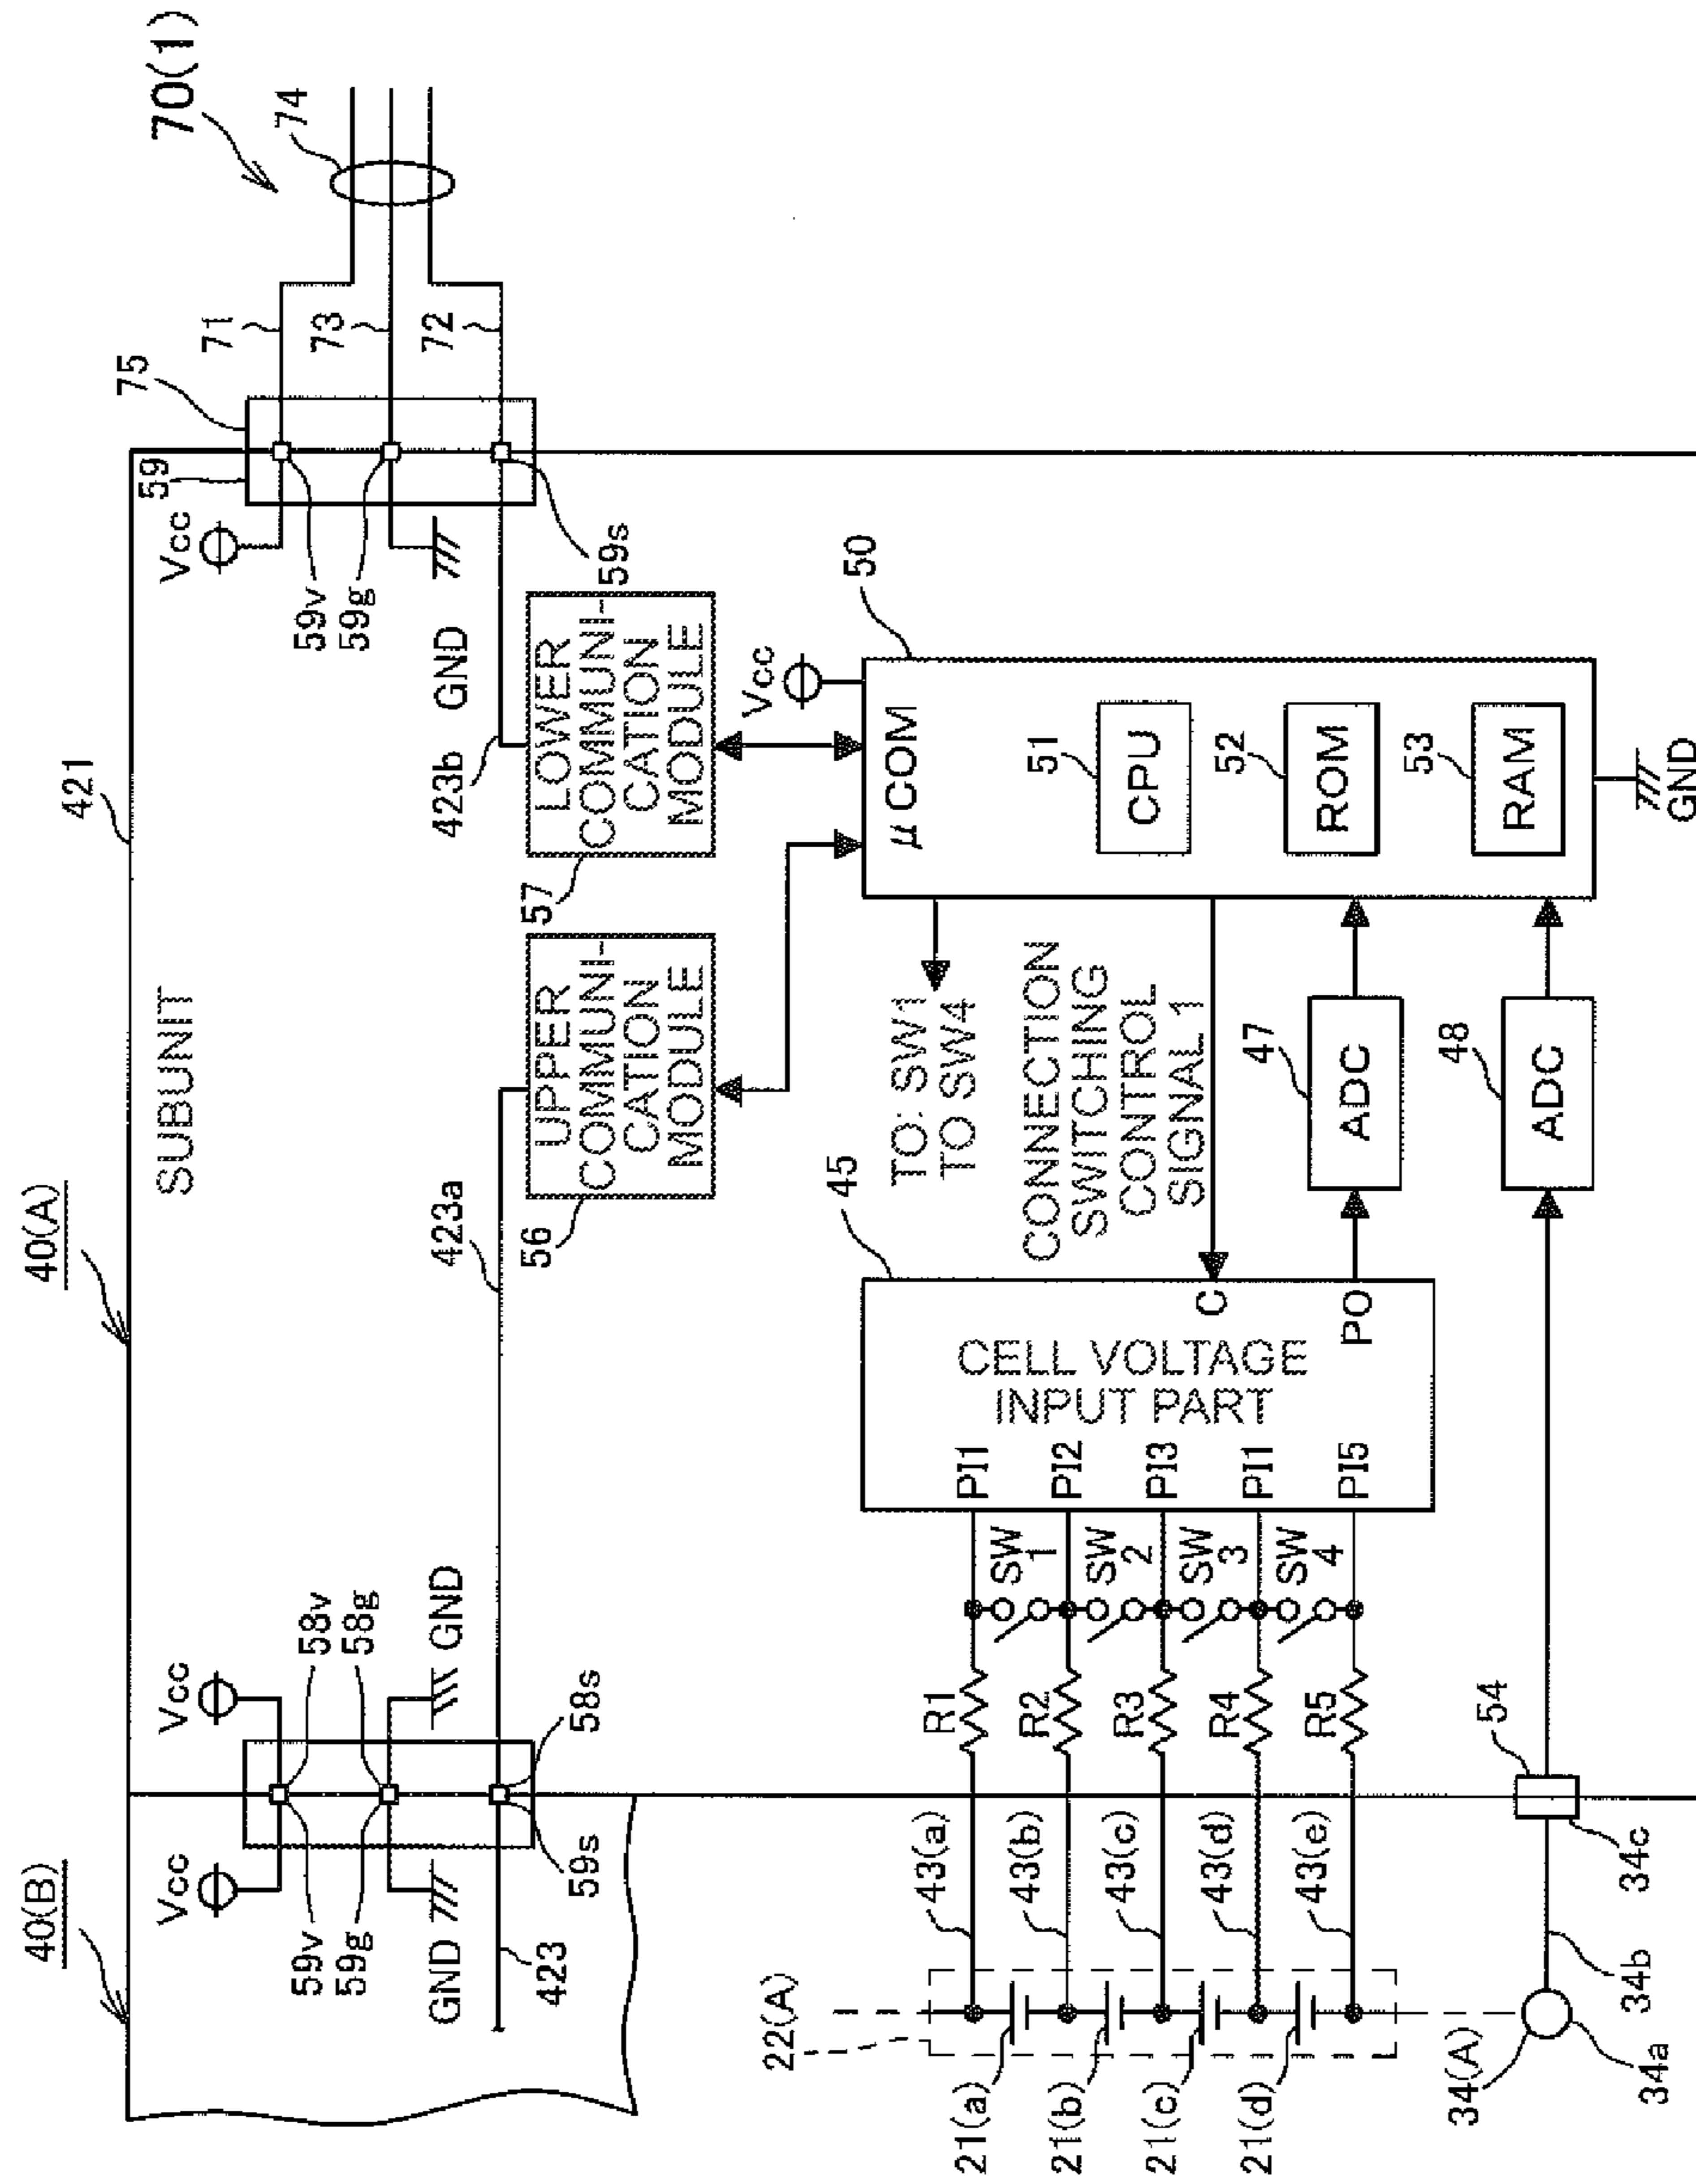 70(1)
74
71
73
72
75
59
Vcc
59v
59g
GND
59s
423b
421
SUBUNIT
40(A)
40(B)
LOWER
COMMUNI-
CATION
MODULE
57
UPPER
COMMUNI-
CATION
MODULE
56
423a
Vcc
58v
58g
GND
58s
Vcc
59v
59g
GND
59s
423
50
Vcc
μCOM
51
CPU
52
ROM
53
RAM
GND
TO: SW1
TO SW4
CONNECTION
SWITCHING
CONTROL
SIGNAL 1
47
ADC
48
ADC
45
C
PO
CELL VOLTAGE
INPUT PART
PI1
PI2
PI3
PI1
PI5
SW
1
SW
2
SW
3
SW
4
R1
R2
R3
R4
R5
43(a)
43(b)
43(c)
43(d)
43(e)
22(A)
21(a)
21(b)
21(c)
21(d)
54
34c
34b
34(A)
34a